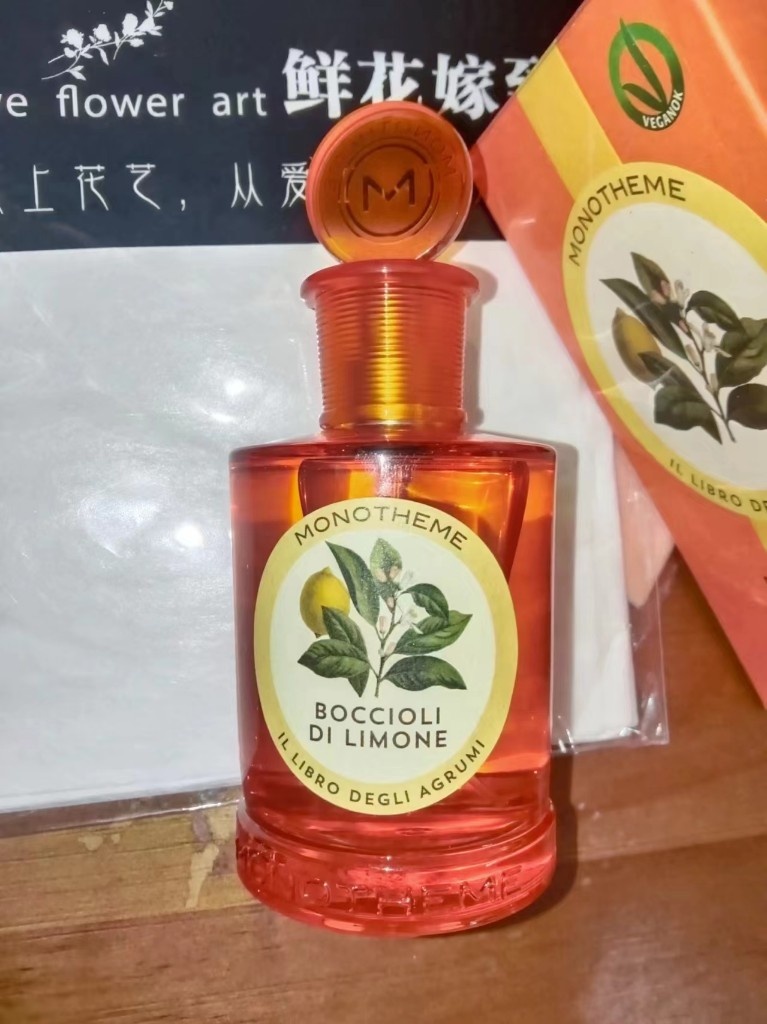 flower art
鲜花嫁
上花艺，从爱
M
VEGANOK
MONOTHEME
IL LIBRO
MONOTHEME
BOCCIOLI
DI LIMONE
IL LIBRO DEGLI AGRUMI
MONOTHEME